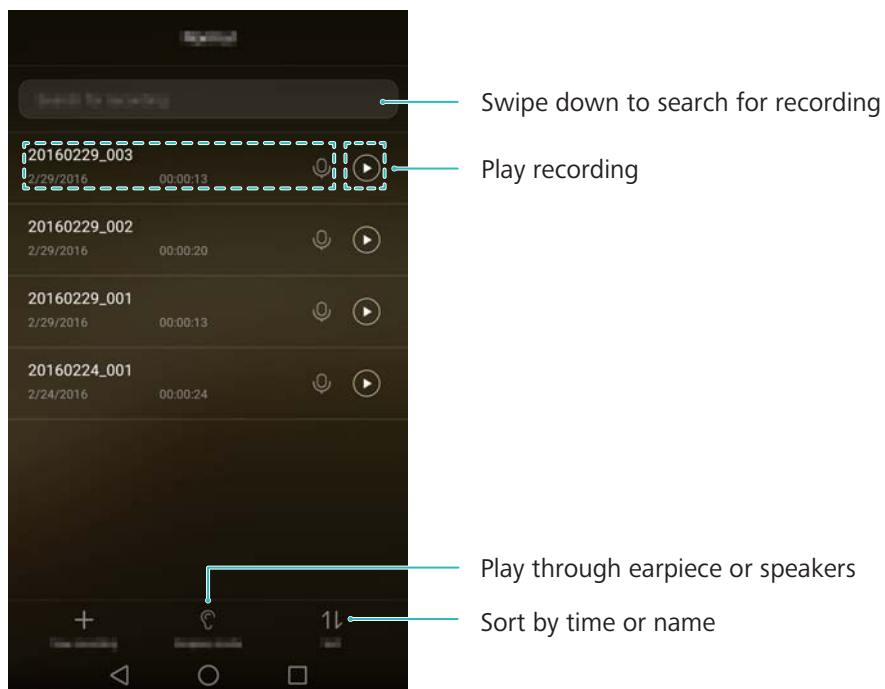 Swipe down to search for recording
20160229_003
2/29/2016 00:00:13
Play recording
20160229_002
2/29/2016 00:00:20
20160229_001
2/29/2016 00:00:13
20160224_001
2/24/2016 00:00:24
Play through earpiece or speakers
Sort by time or name